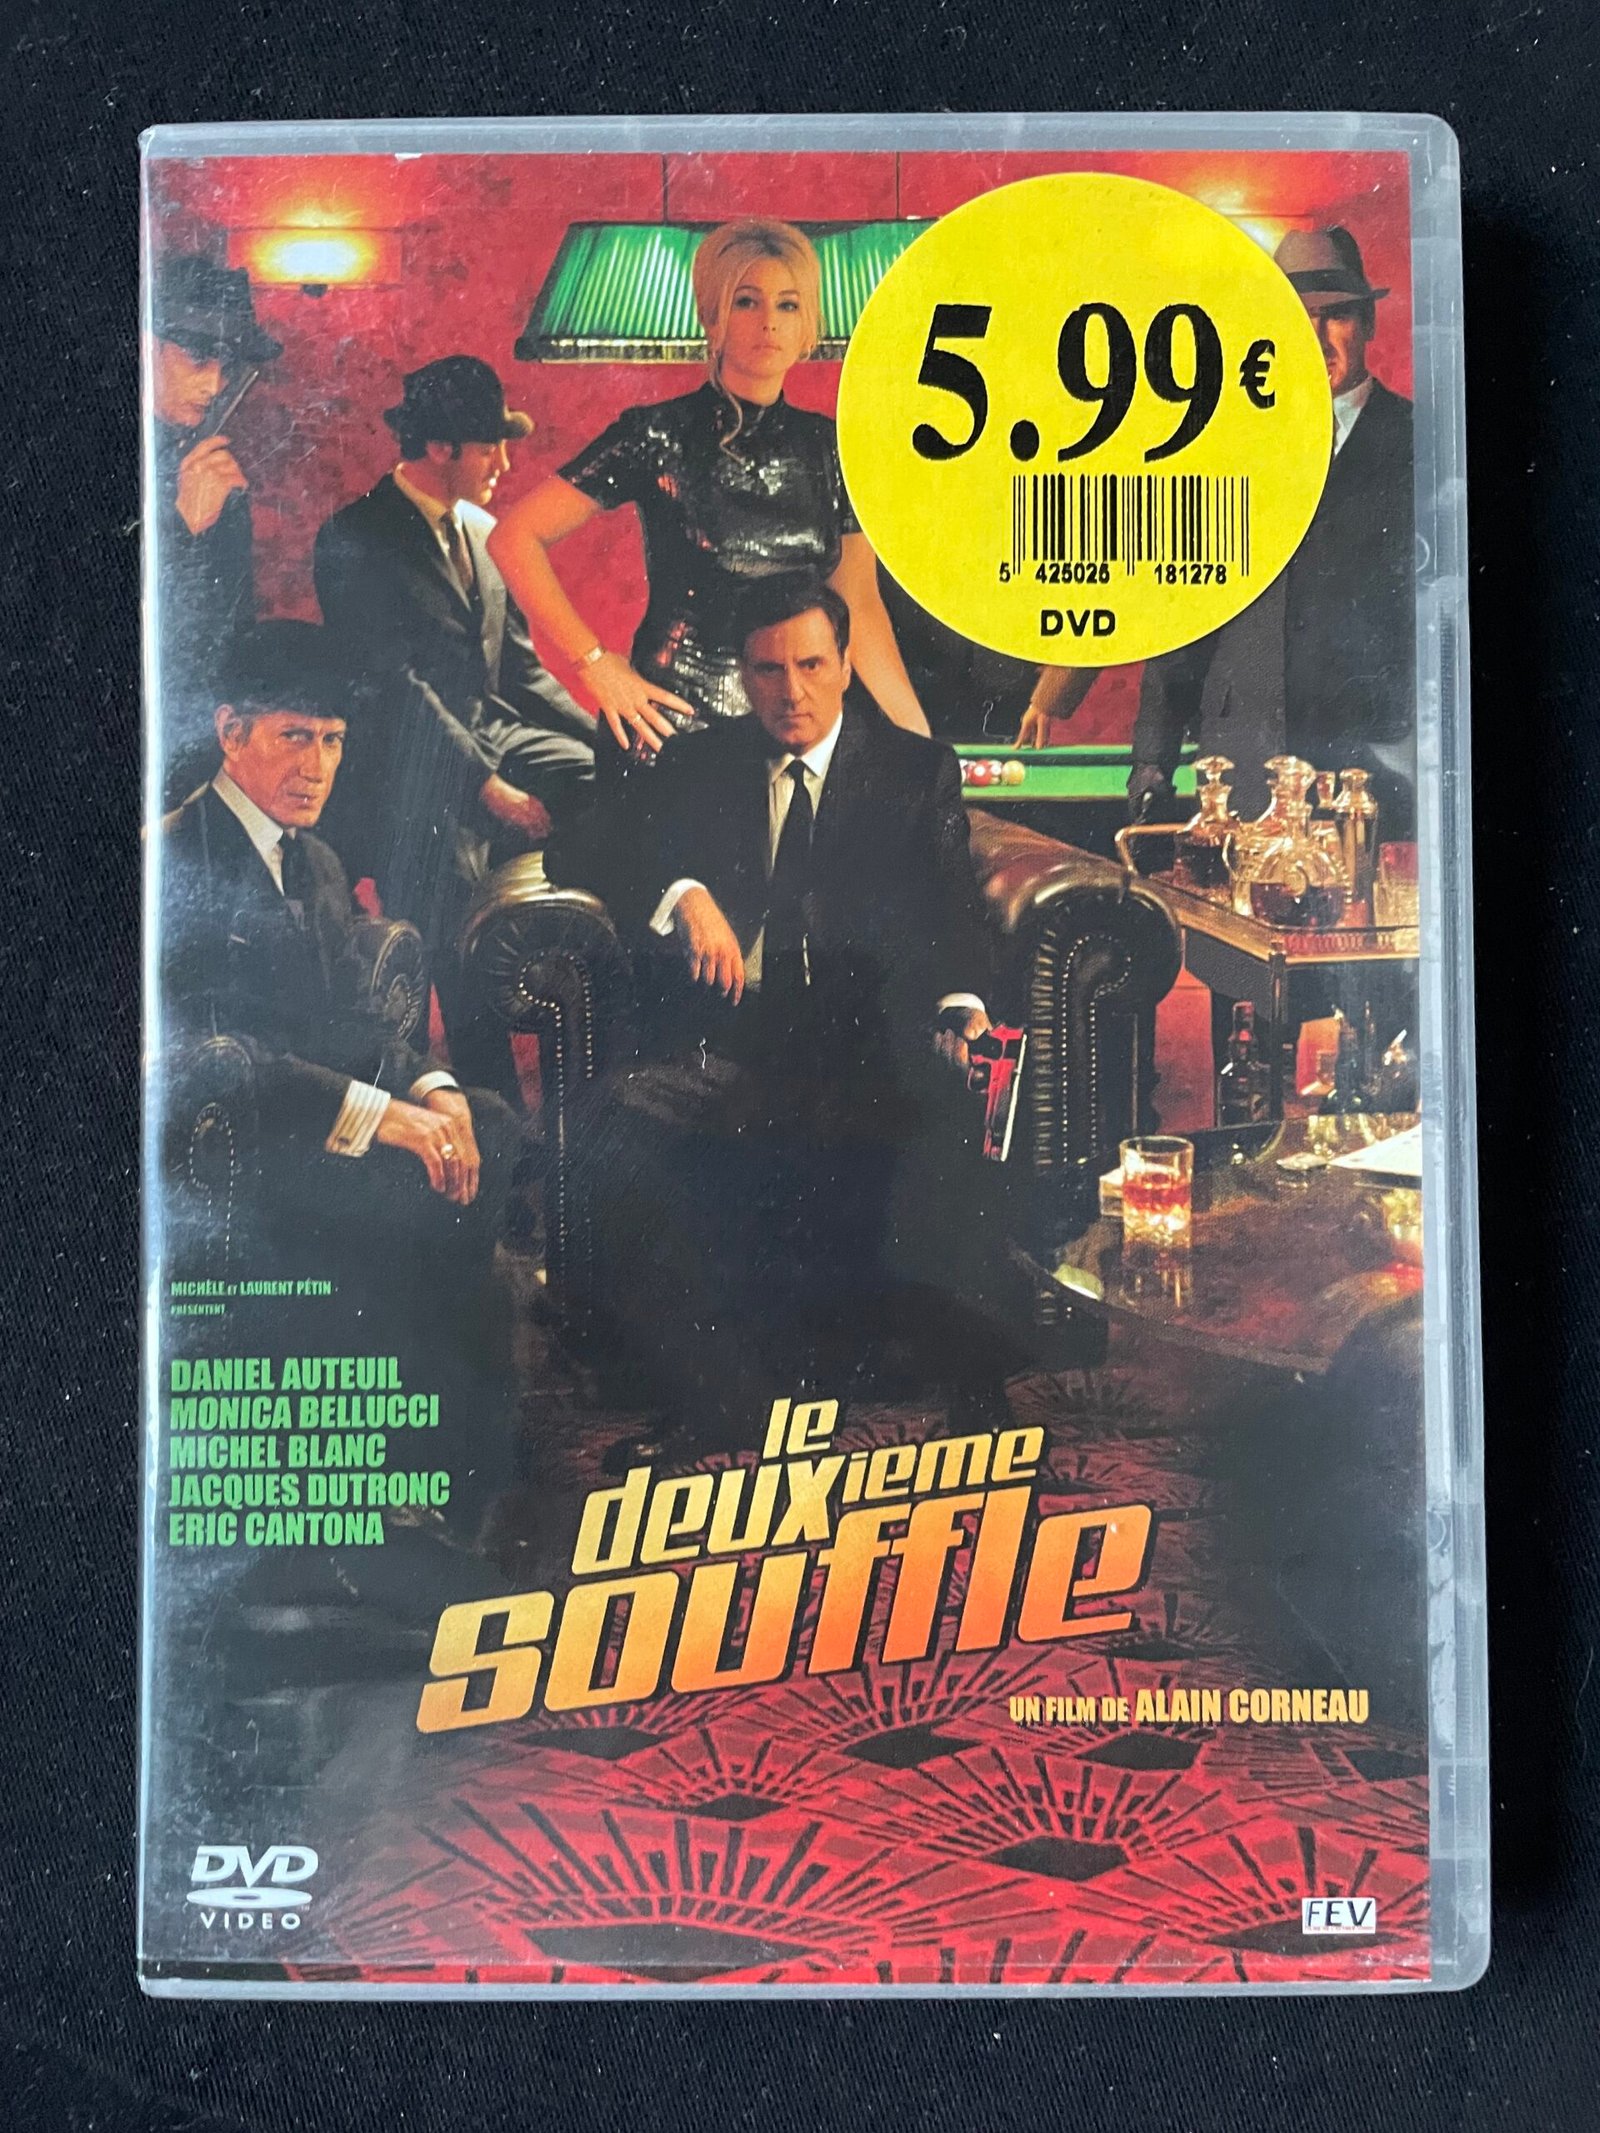 5.99€
5 425025 181278
DVD
MICHÈLE ET LAURENT PÉTIN
PRÉSENTENT
DANIEL AUTEUIL
MONICA BELLUCCI
MICHEL BLANC
JACQUES DUTRONC
ERIC CANTONA
le
deuxieme
souffle
UN FILM DE ALAIN CORNEAU
DVD
VIDEO
FEV